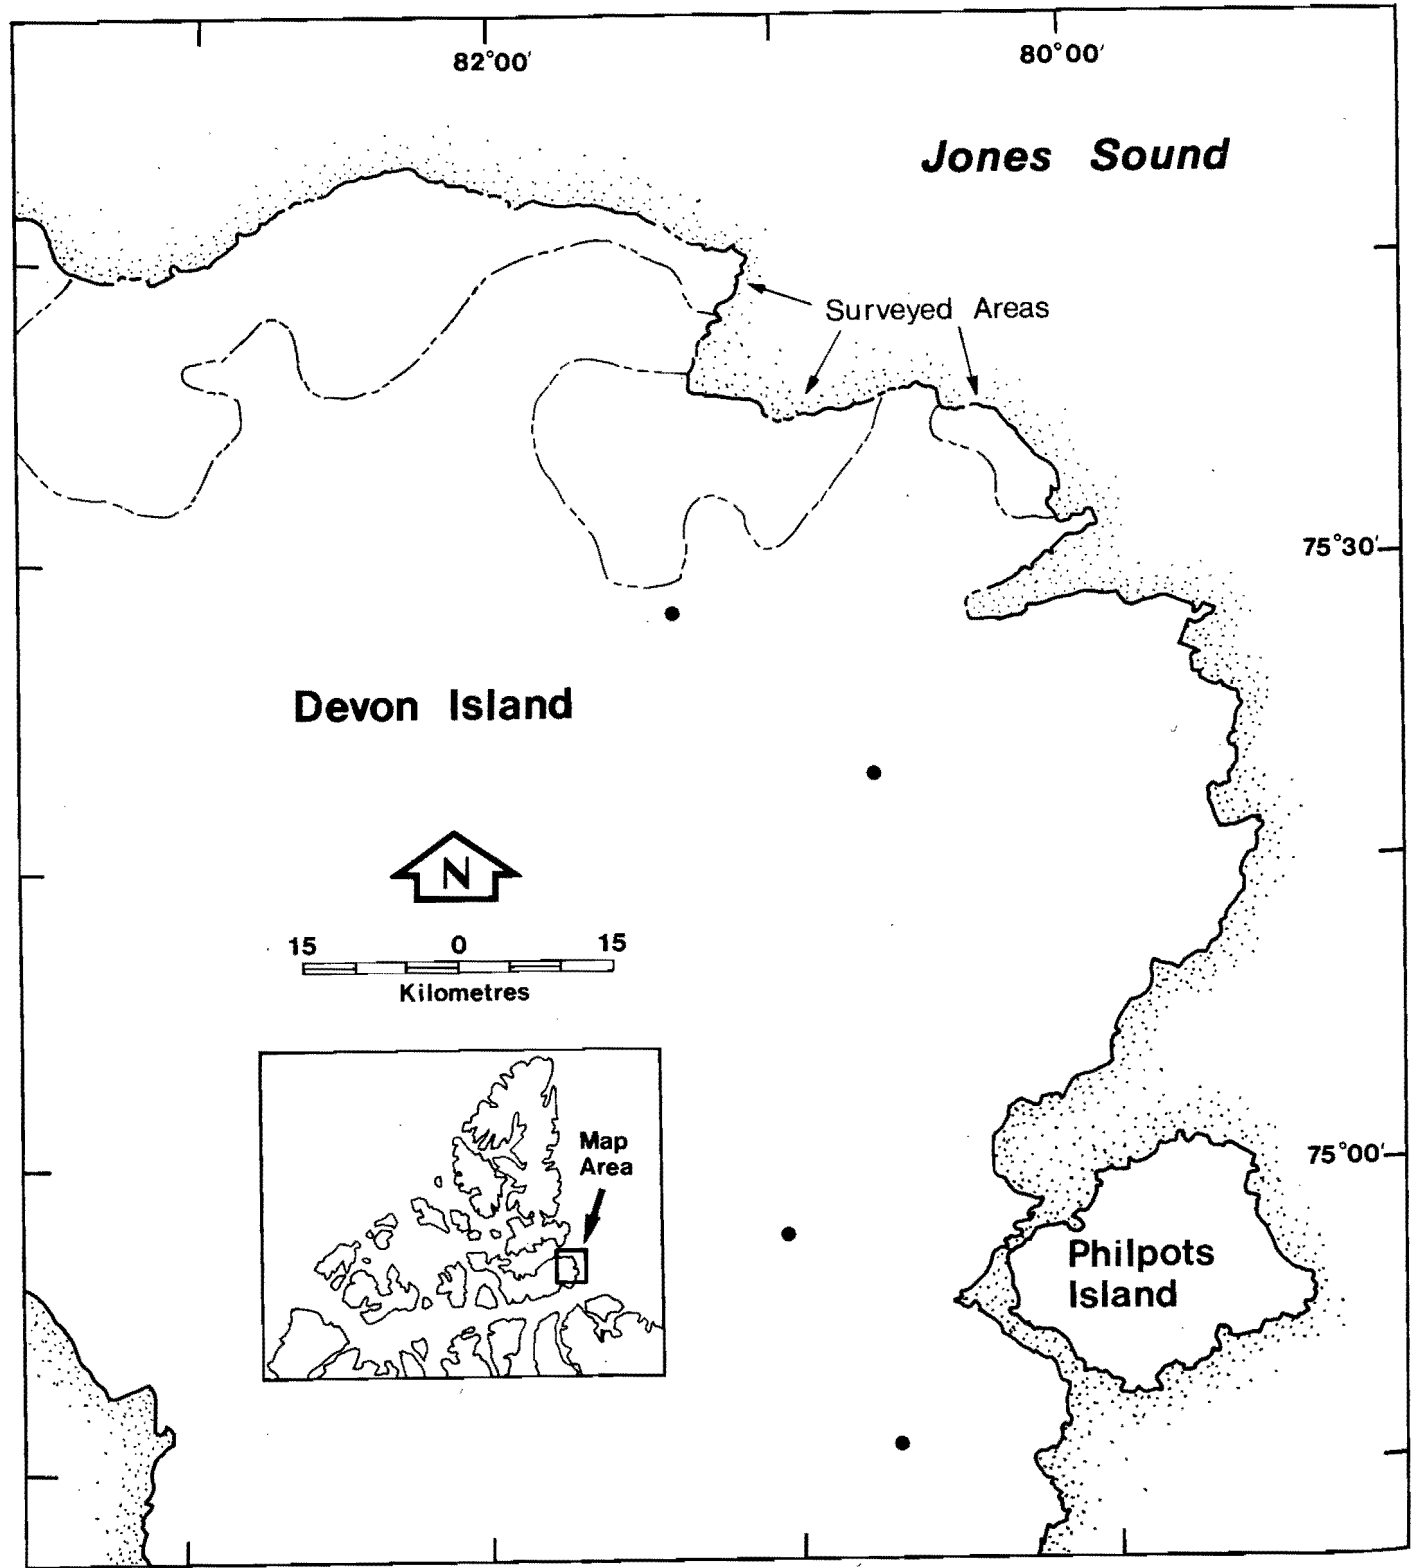 82°00′
80°00′
Jones Sound
Surveyed Areas
75°30′
Devon Island
N
15 0 15
Kilometres
Map
Area
75°00′
Philpots
Island